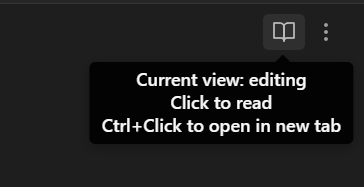 Current view: editing
Click to read
Ctrl+Click to open in new tab